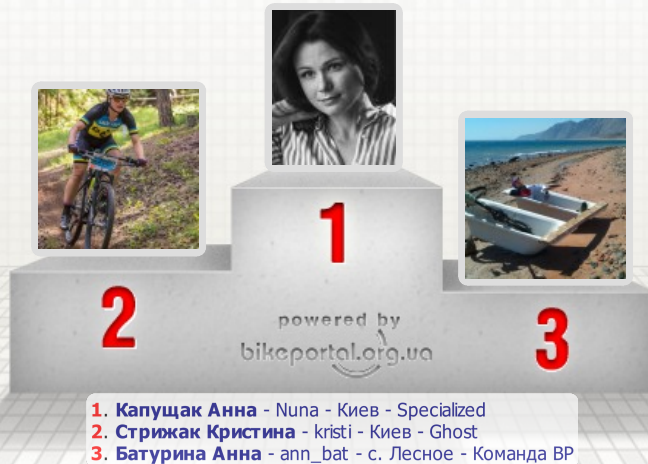 1
2
3
powered by
bikeportal.org.ua
1. Капущак Анна - Nuna - Киев - Specialized
2. Стрижак Кристина - kristi - Киев - Ghost
3. Батурина Анна - ann_bat - с. Лесное - Команда BP